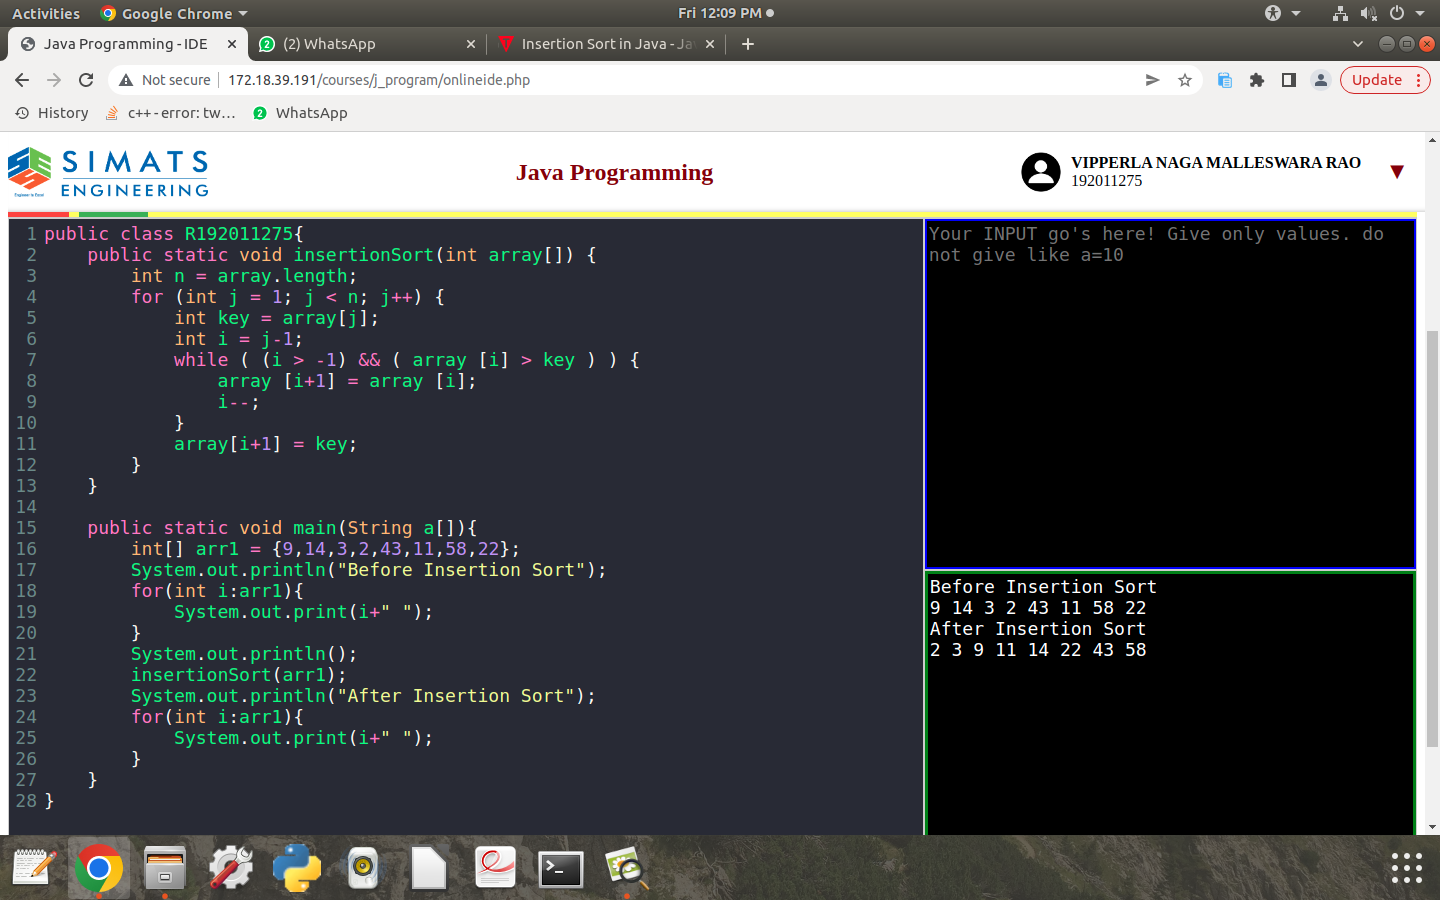 Activities Google Chrome Fri 12:09 PM
Java Programming - IDE (2) WhatsApp Insertion Sort in Java - Ja
Not secure 172.18.39.191/courses/j_program/onlineide.php Update
History c++ - error: tw... 2 WhatsApp
SIMATS
ENGINEERING
Java Programming
VIPPERLA NAGA MALLESWARA RAO
192011275
1 public class R192011275{
2     public static void insertionSort(int array[]) {
3         int n = array.length;
4         for (int j = 1; j < n; j++) {
5             int key = array[j];
6             int i = j-1;
7             while ( (i > -1) && ( array [i] > key ) ) {
8                 array [i+1] = array [i];
9                 i--;
10             }
11             array[i+1] = key;
12         }
13     }
14
15     public static void main(String a[]){
16         int[] arr1 = {9,14,3,2,43,11,58,22};
17         System.out.println("Before Insertion Sort");
18         for(int i:arr1){
19             System.out.print(i+" ");
20         }
21         System.out.println();
22         insertionSort(arr1);
23         System.out.println("After Insertion Sort");
24         for(int i:arr1){
25             System.out.print(i+" ");
26         }
27     }
28 }
Your INPUT go's here! Give only values. do
not give like a=10
Before Insertion Sort
9 14 3 2 43 11 58 22
After Insertion Sort
2 3 9 11 14 22 43 58